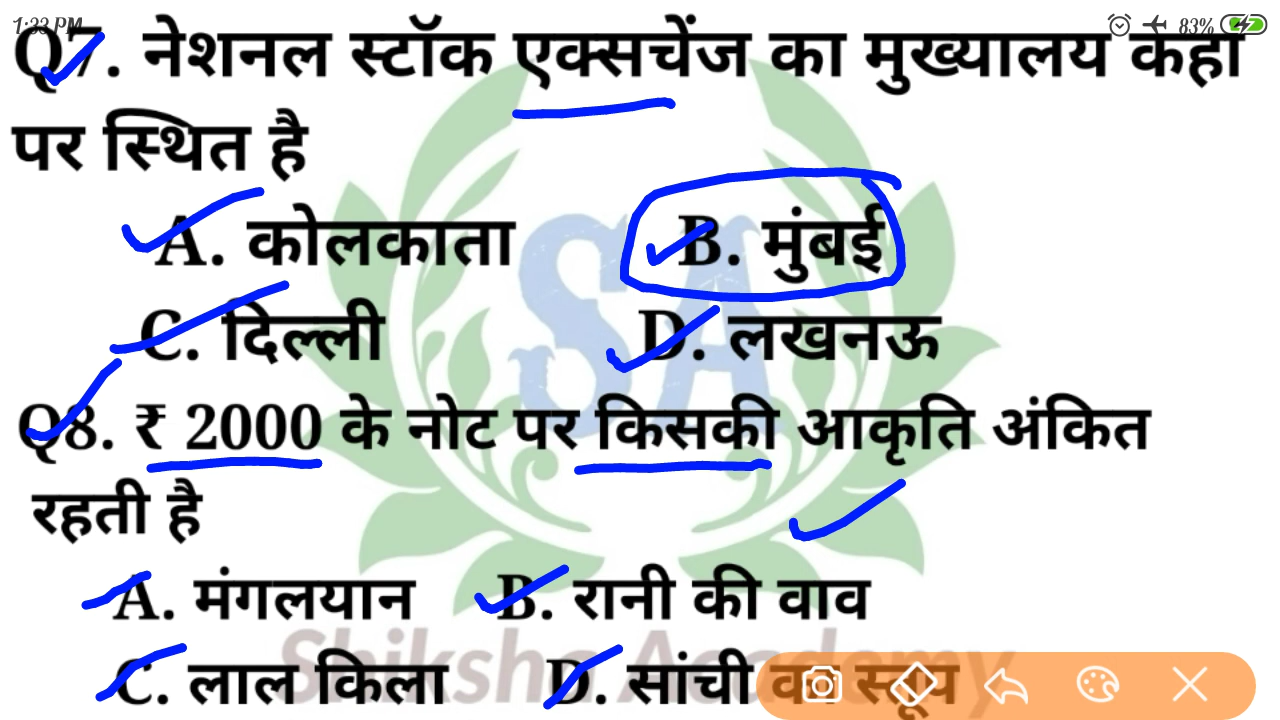 1:33 PM
83%
Q7. नेशनल स्टॉक एक्सचेंज का मुख्यालय कहा
पर स्थित है
A. कोलकाता B. मुंबई
C. दिल्ली D. लखनऊ
Q8. ₹ 2000 के नोट पर किसकी आकृति अंकित
रहती है
A. मंगलयान B. रानी की वाव
C. लाल किला D. सांची का स्तूप
SA
Shiksha Academy